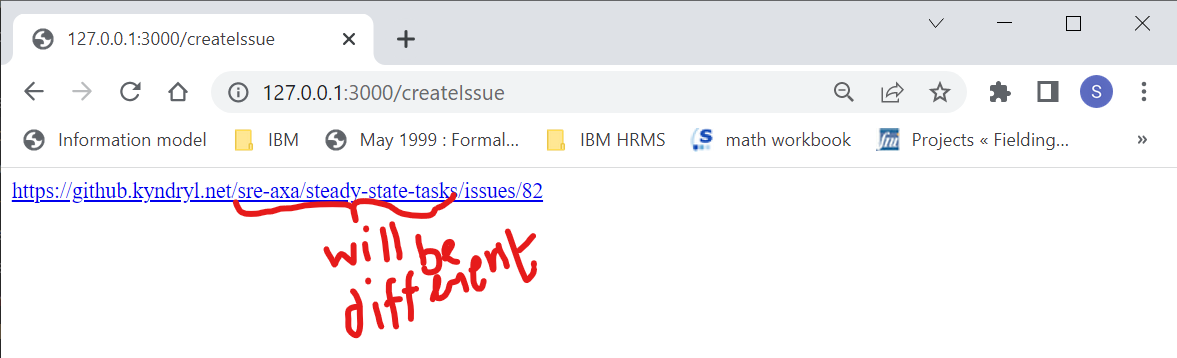 127.0.0.1:3000/createIssue
127.0.0.1:3000/createIssue
S
Information model IBM May 1999 : Formal... IBM HRMS S math workbook fm Projects « Fielding... »
https://github.kyndryl.net/sre-axa/steady-state-tasks/issues/82
will be
different